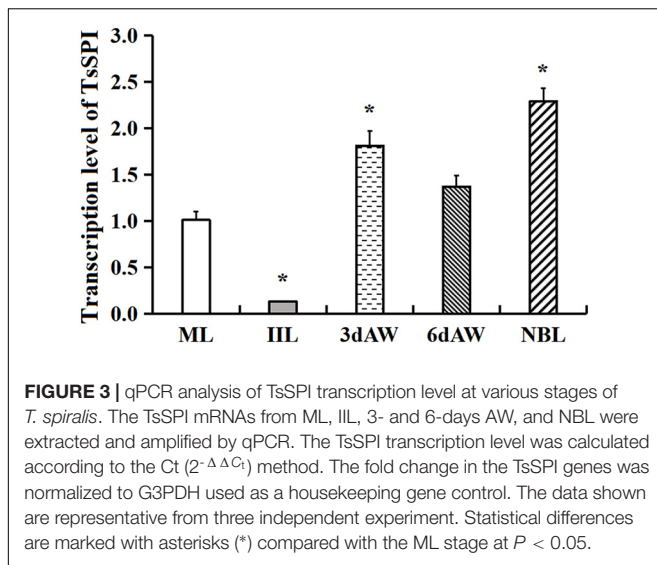 Transcription level of TsSPI
3.0
2.5
2.0
1.5
1.0
0.5
0.0
*
*
*
ML IIL 3dAW 6dAW NBL
FIGURE 3 | qPCR analysis of TsSPI transcription level at various stages of
T. spiralis. The TsSPI mRNAs from ML, IIL, 3- and 6-days AW, and NBL were
extracted and amplified by qPCR. The TsSPI transcription level was calculated
according to the Ct (2-ΔΔCt) method. The fold change in the TsSPI genes was
normalized to G3PDH used as a housekeeping gene control. The data shown
are representative from three independent experiment. Statistical differences
are marked with asterisks (*) compared with the ML stage at P < 0.05.